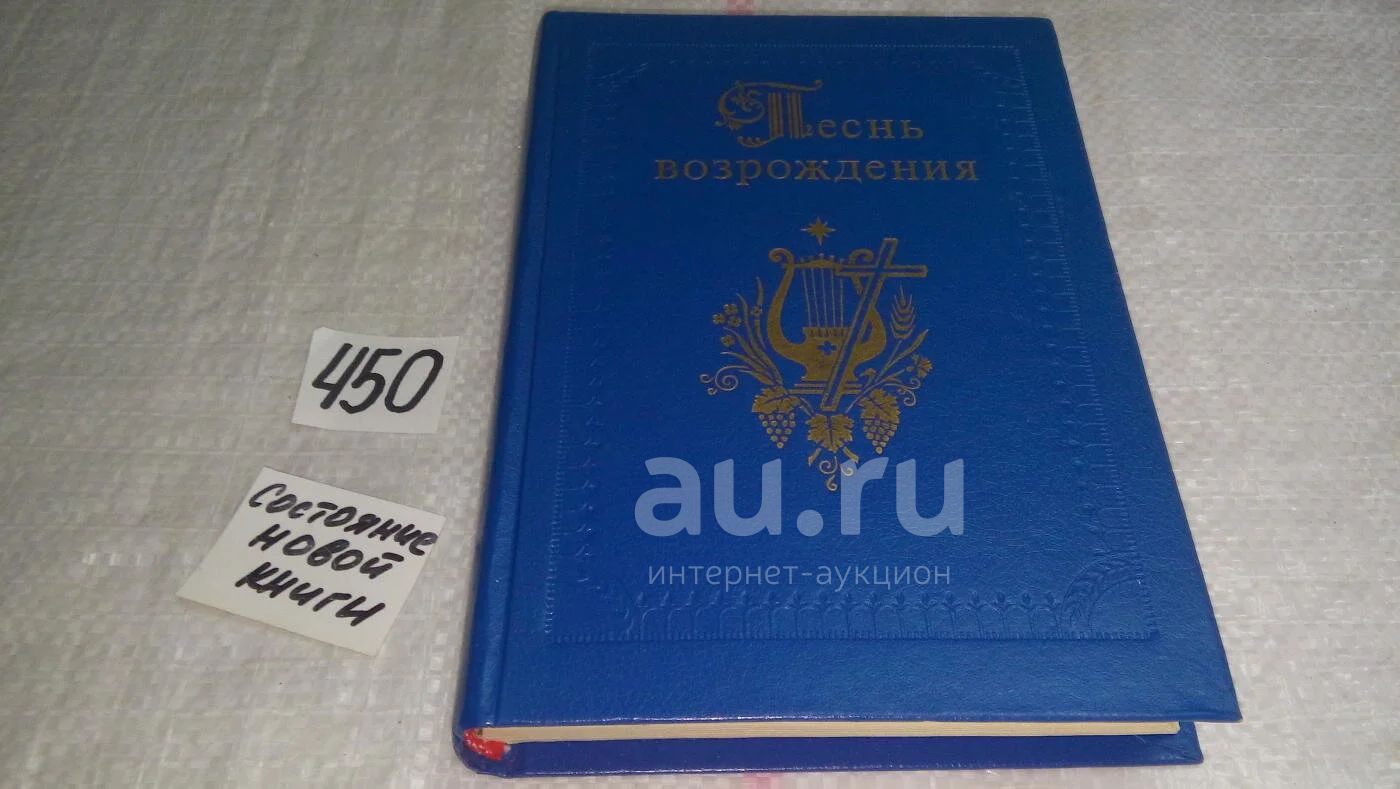 Песнь
возрождения
450
Состояние
новой
книги
au.ru
интернет-аукцион